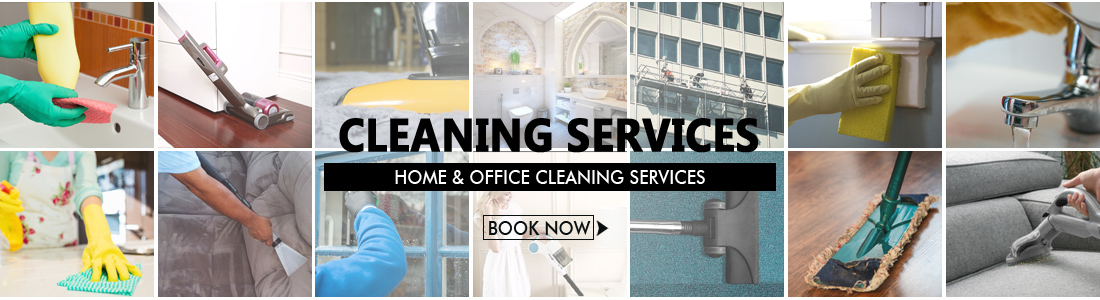 CLEANING SERVICES
HOME & OFFICE CLEANING SERVICES
BOOK NOW